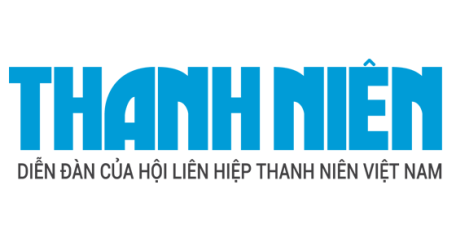 THANH NIÊN
DIỄN ĐÀN CỦA HỘI LIÊN HIỆP THANH NIÊN VIỆT NAM